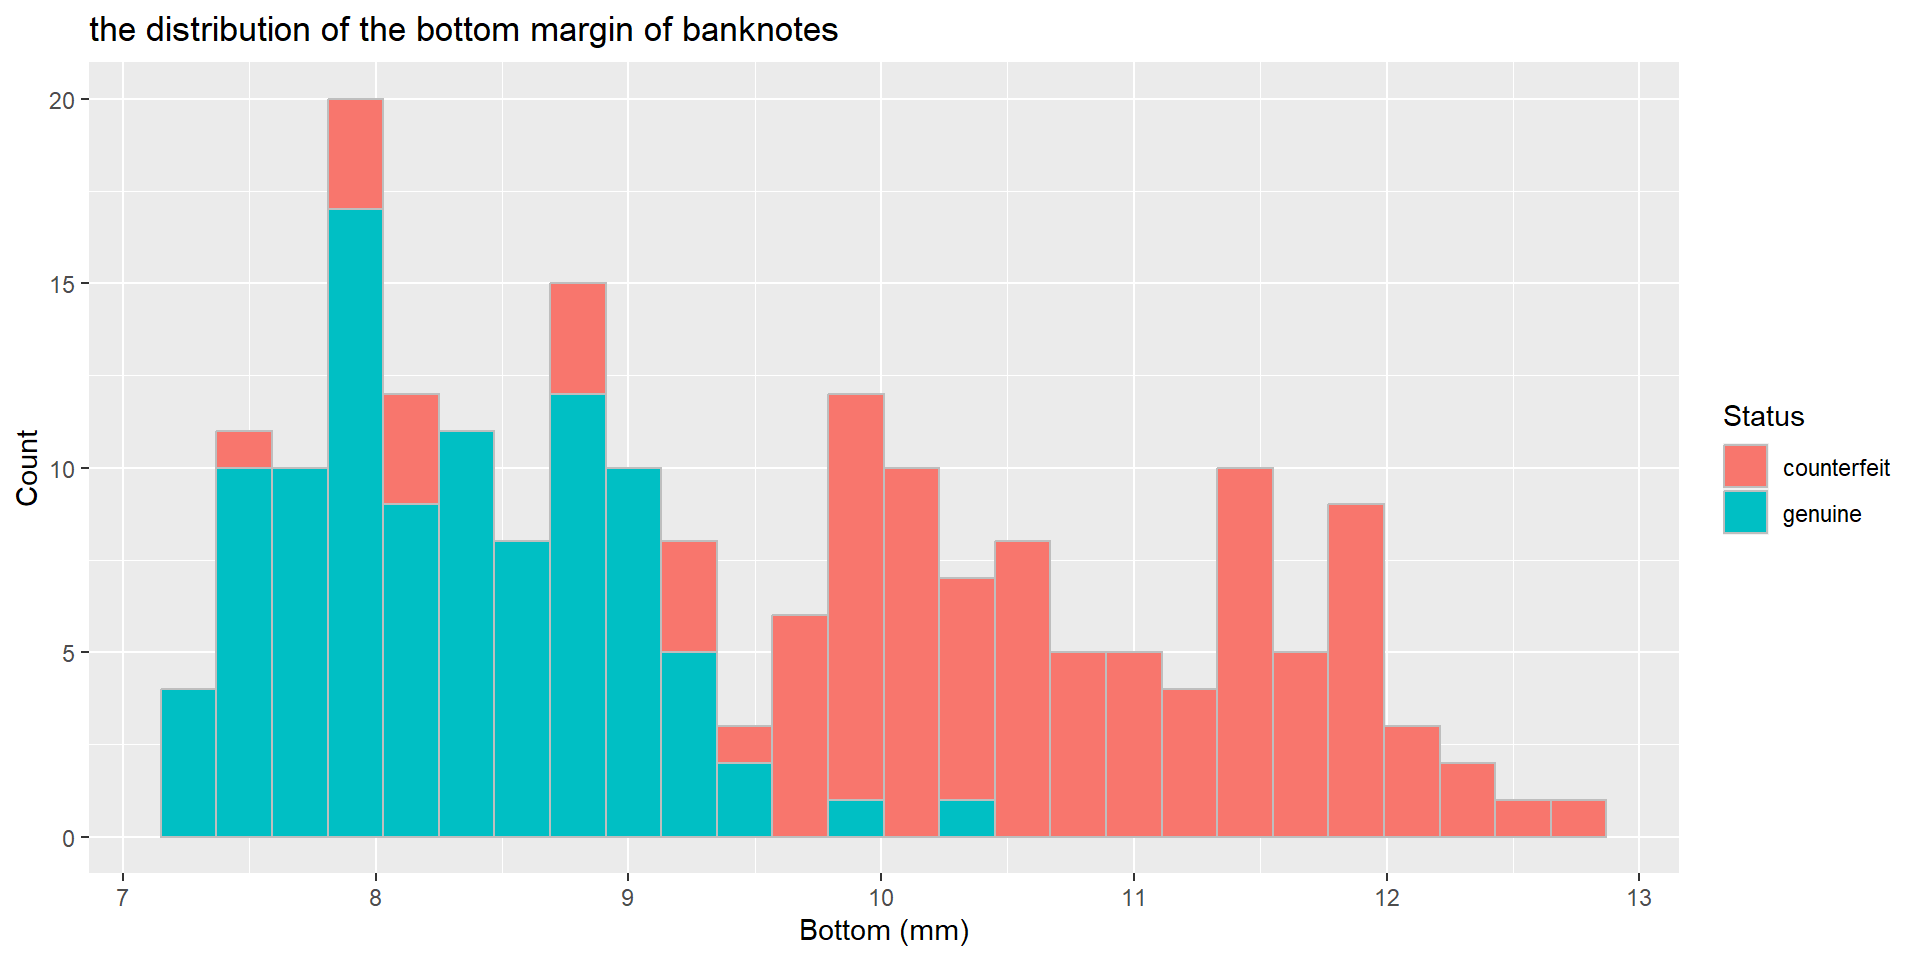 the distribution of the bottom margin of banknotes
20
15
10
5
0
Count
7 8 9 10 11 12 13
Bottom (mm)
Status
counterfeit
genuine